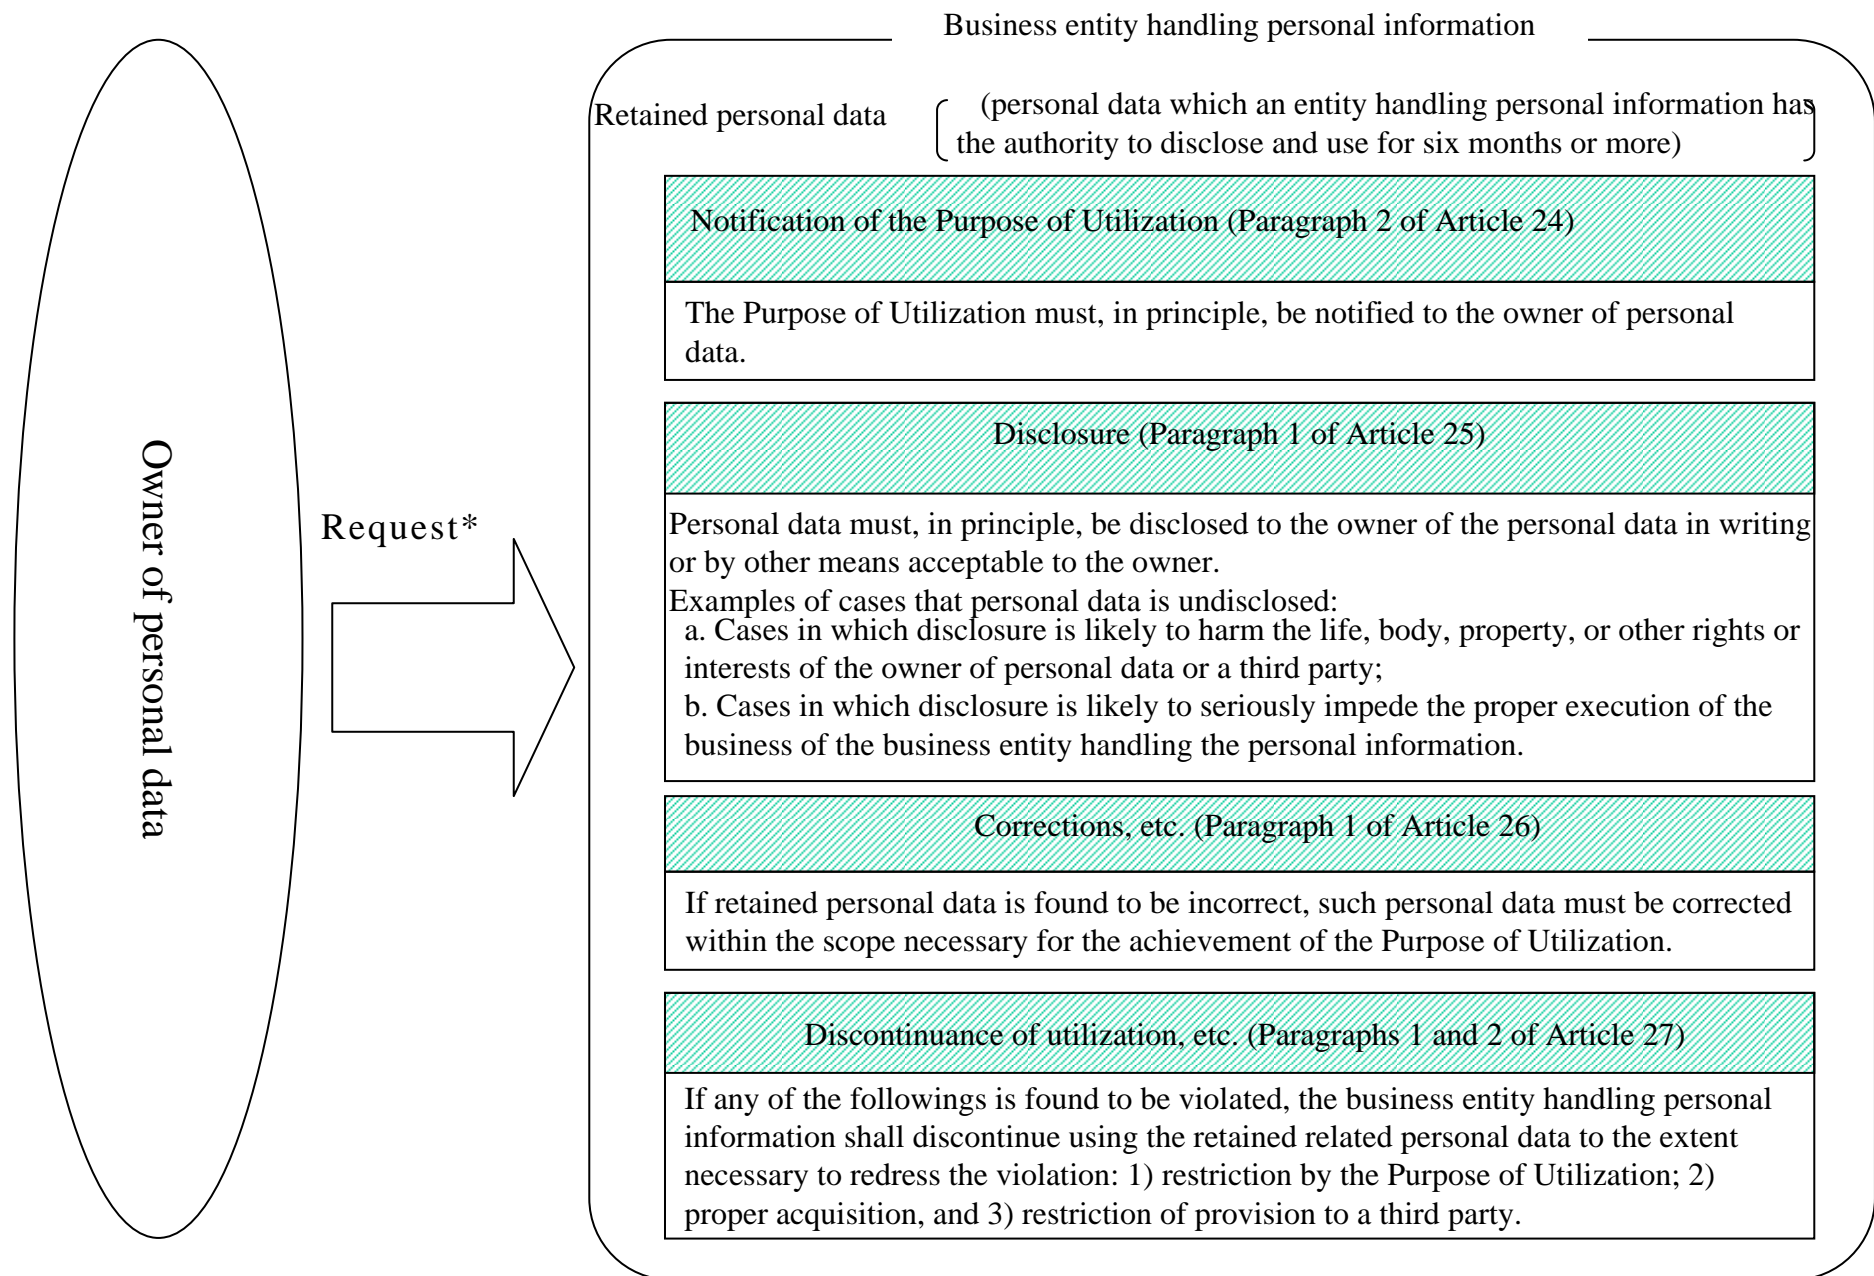 Business entity handling personal information
Retained personal data
(personal data which an entity handling personal information has
the authority to disclose and use for six months or more)
Notification of the Purpose of Utilization (Paragraph 2 of Article 24)
The Purpose of Utilization must, in principle, be notified to the owner of personal
data.
Owner of personal data
Request*
Disclosure (Paragraph 1 of Article 25)
Personal data must, in principle, be disclosed to the owner of the personal data in writing
or by other means acceptable to the owner.
Examples of cases that personal data is undisclosed:
a. Cases in which disclosure is likely to harm the life, body, property, or other rights or
interests of the owner of personal data or a third party;
b. Cases in which disclosure is likely to seriously impede the proper execution of the
business of the business entity handling the personal information.
Corrections, etc. (Paragraph 1 of Article 26)
If retained personal data is found to be incorrect, such personal data must be corrected
within the scope necessary for the achievement of the Purpose of Utilization.
Discontinuance of utilization, etc. (Paragraphs 1 and 2 of Article 27)
If any of the followings is found to be violated, the business entity handling personal
information shall discontinue using the retained related personal data to the extent
necessary to redress the violation: 1) restriction by the Purpose of Utilization; 2)
proper acquisition, and 3) restriction of provision to a third party.